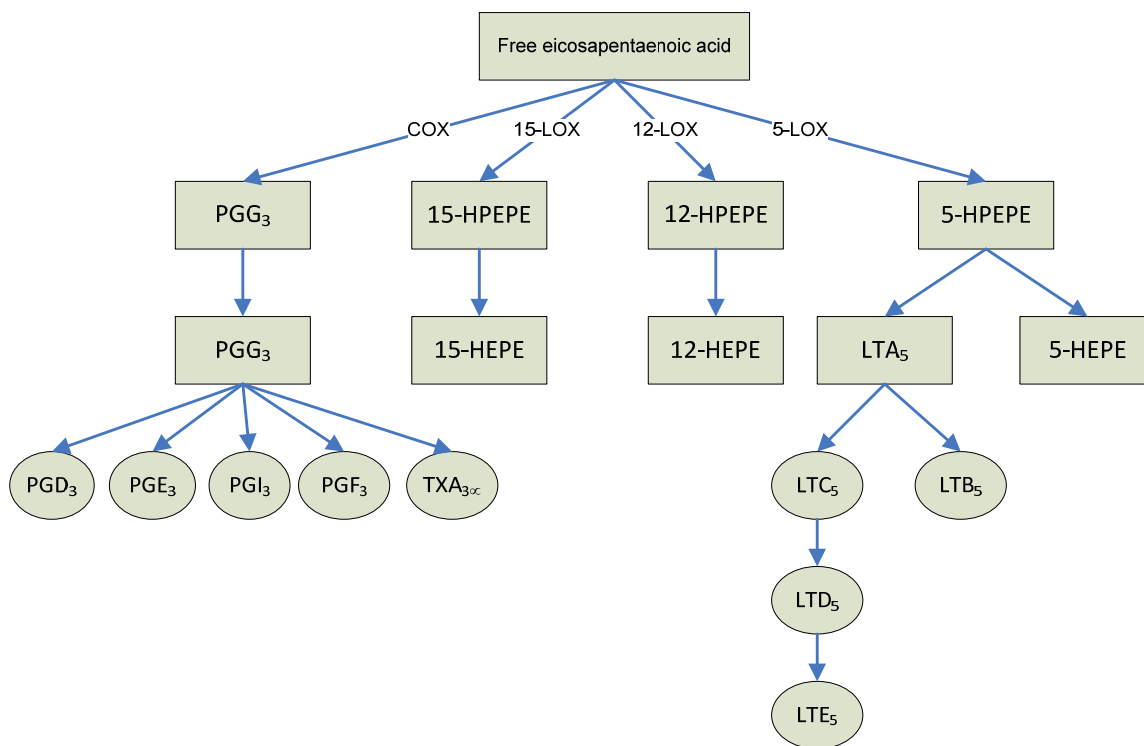 Free eicosapentaenoic acid
COX
15-LOX
12-LOX
5-LOX
PGG₃
15-HPEPE
12-HPEPE
5-HPEPE
PGG₃
15-HEPE
12-HEPE
LTA₅
5-HEPE
PGD₃
PGE₃
PGI₃
PGF₃
TXA₃∝
LTC₅
LTB₅
LTD₅
LTE₅